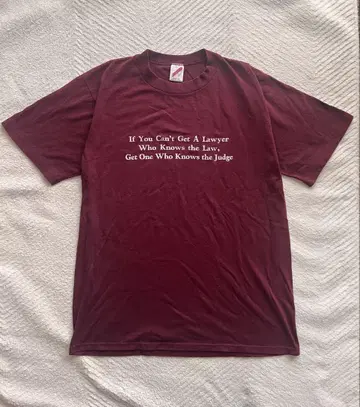 If You Can't Get A Lawyer
Who Knows the Law,
Get One Who Knows the Judge